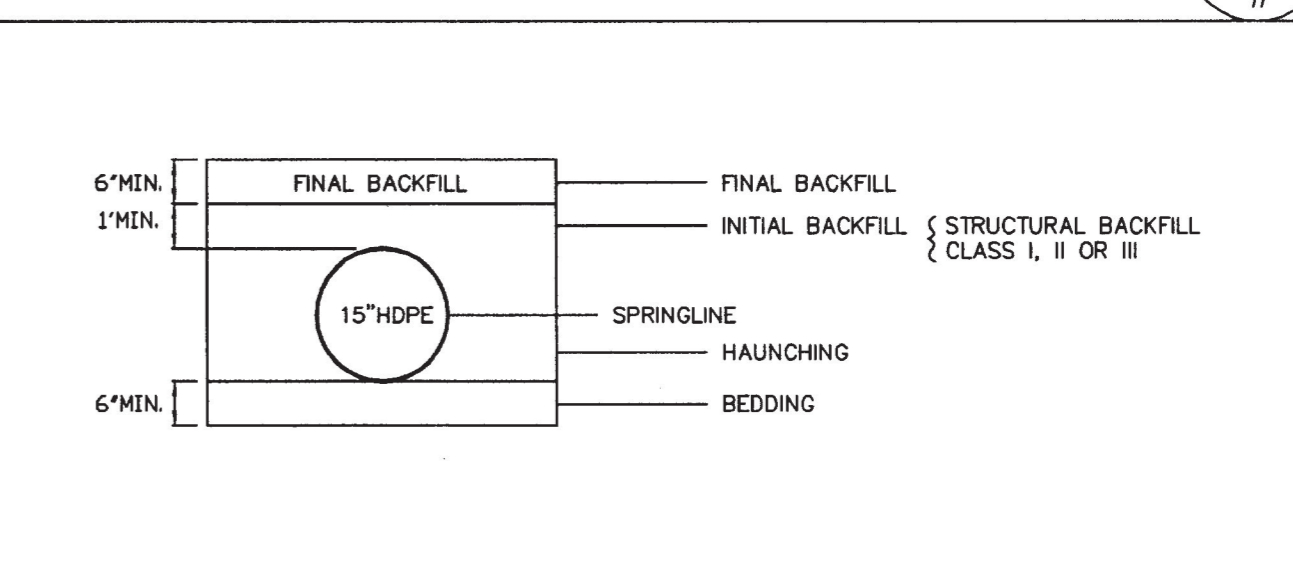 11
6"MIN.
FINAL BACKFILL
FINAL BACKFILL
1'MIN.
INITIAL BACKFILL { STRUCTURAL BACKFILL
CLASS I, II OR III
15"HDPE
SPRINGLINE
HAUNCHING
6"MIN.
BEDDING